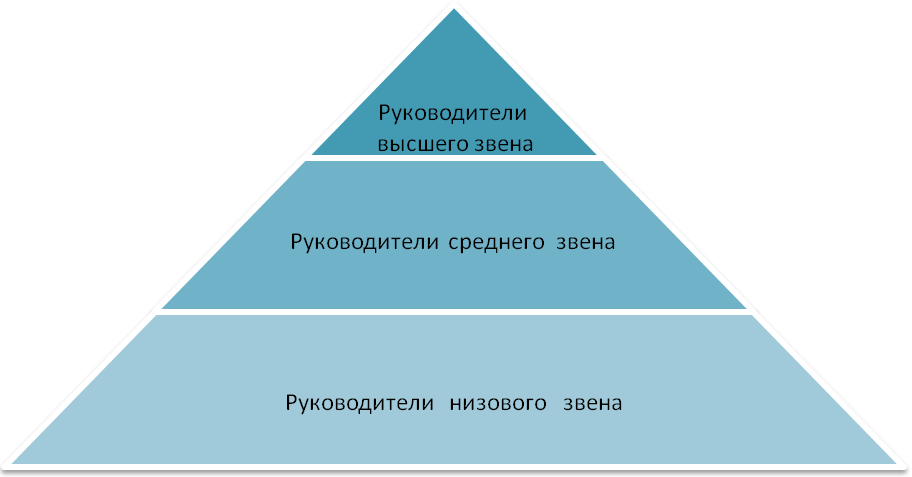 Руководители
высшего звена
Руководители среднего звена
Руководители низового звена